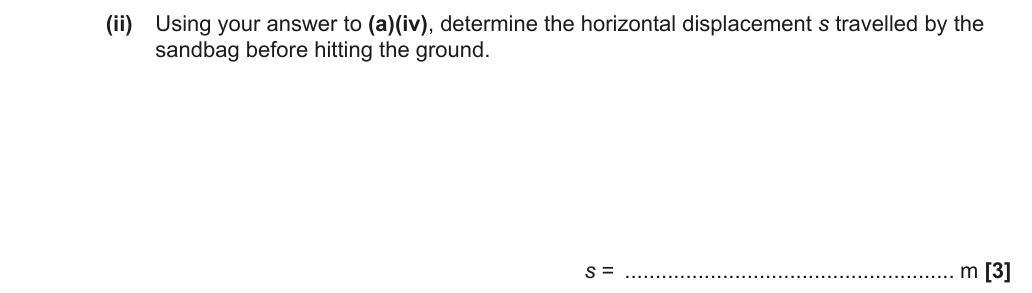 (ii) Using your answer to (a)(iv), determine the horizontal displacement s travelled by the
sandbag before hitting the ground.
s = ...................................................... m [3]